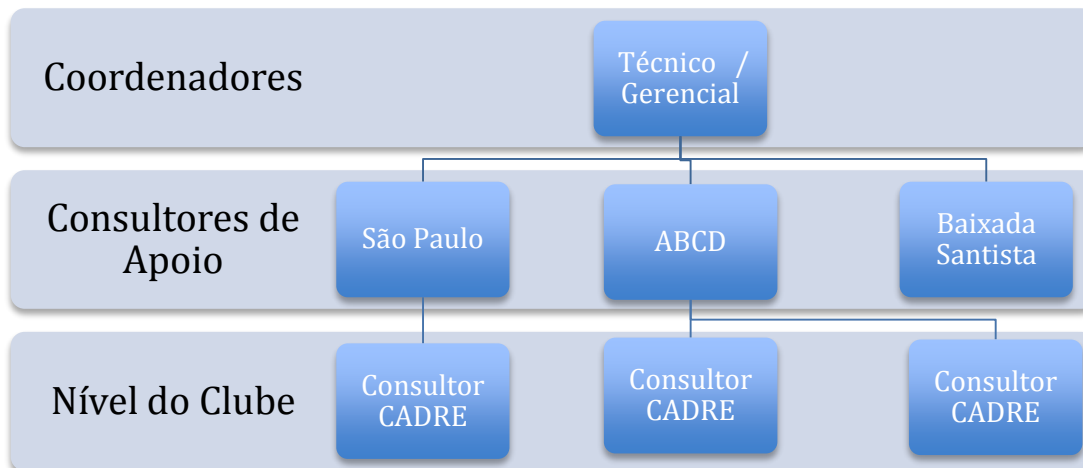 Coordenadores
Técnico /
Gerencial
Consultores de
Apoio
São Paulo
ABCD
Baixada
Santista
Nível do Clube
Consultor
CADRE
Consultor
CADRE
Consultor
CADRE